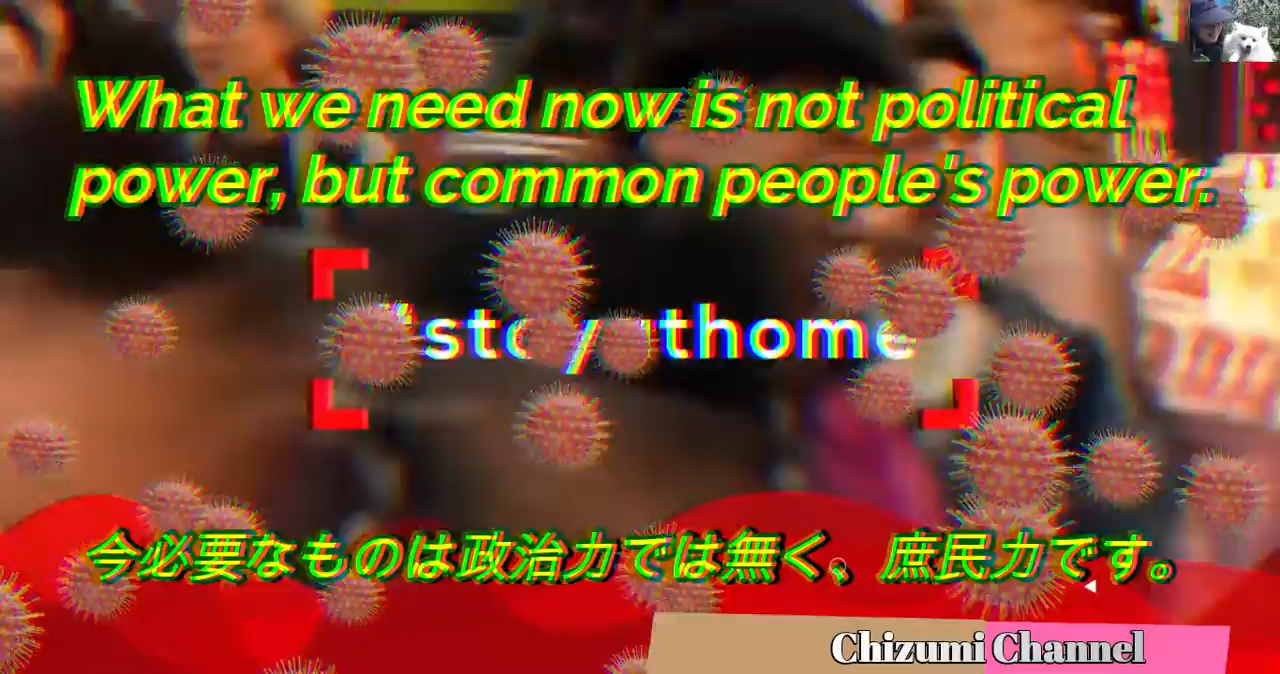 What we need now is not political
power, but common people's power.
#stayathome
今必要なものは政治力では無く、庶民力です。
Chizumi Channel